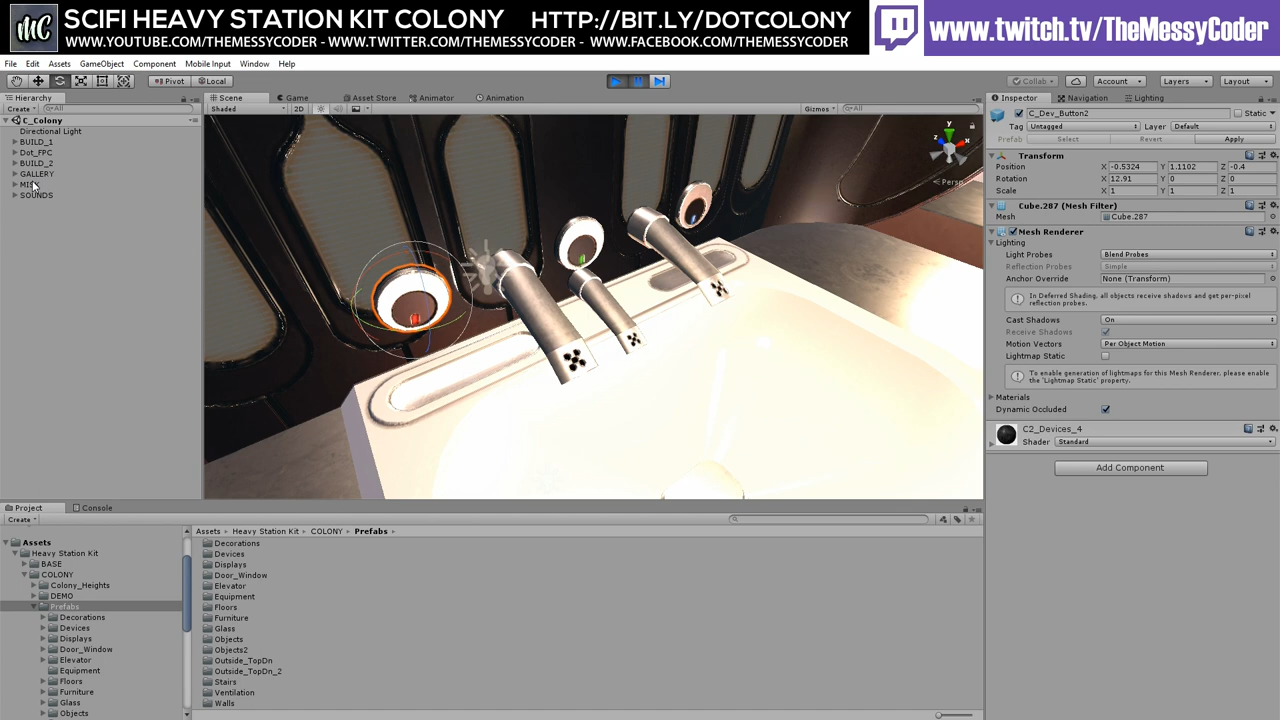 SCIFI HEAVY STATION KIT COLONY HTTP://BIT.LY/DOTCOLONY
WWW.YOUTUBE.COM/THEMESSYCODER - WWW.TWITTER.COM/THEMESSYCODER - WWW.FACEBOOK.COM/THEMESSYCODER
www.twitch.tv/TheMessyCoder
File Edit Assets GameObject Component Mobile Input Window Help
Pivot Local Collab Account Layers Layout
Hierarchy Scene Game Asset Store Animator Animation Inspector Navigation Lighting
Create All Shaded 2D Gizmos All
C_Dev_Button2 Static
C_Colony
Tag Untagged Layer Default
Directional Light
Prefab Select Revert Apply
BUILD_1
Dot_FPC
Transform
BUILD_2
Position X -0.5324 Y 1.1102 Z -0.4
GALLERY
Rotation X 12.91 Y 0 Z 0
Scale X 1 Y 1 Z 1
SOUNDS
y
x
z
Persp
Cube.287 (Mesh Filter)
Mesh Cube.287
Mesh Renderer
Lighting
Light Probes Blend Probes
Reflection Probes Simple
Anchor Override None (Transform)
In Deferred Shading, all objects receive shadows and get per-pixel
reflection probes.
Cast Shadows On
Receive Shadows
Motion Vectors Per Object Motion
Lightmap Static
To enable generation of lightmaps for this Mesh Renderer, please enable
the 'Lightmap Static' property.
Materials
Dynamic Occluded
C2_Devices_4
Shader Standard
Add Component
Project Console
Create
Assets
Heavy Station Kit
BASE
COLONY
Colony_Heights
DEMO
Prefabs
Decorations
Devices
Displays
Door_Window
Elevator
Equipment
Floors
Furniture
Glass
Objects
Assets Heavy Station Kit COLONY Prefabs
Decorations
Devices
Displays
Door_Window
Elevator
Equipment
Floors
Furniture
Glass
Objects
Objects2
Outside_TopDn
Outside_TopDn_2
Stairs
Ventilation
Walls